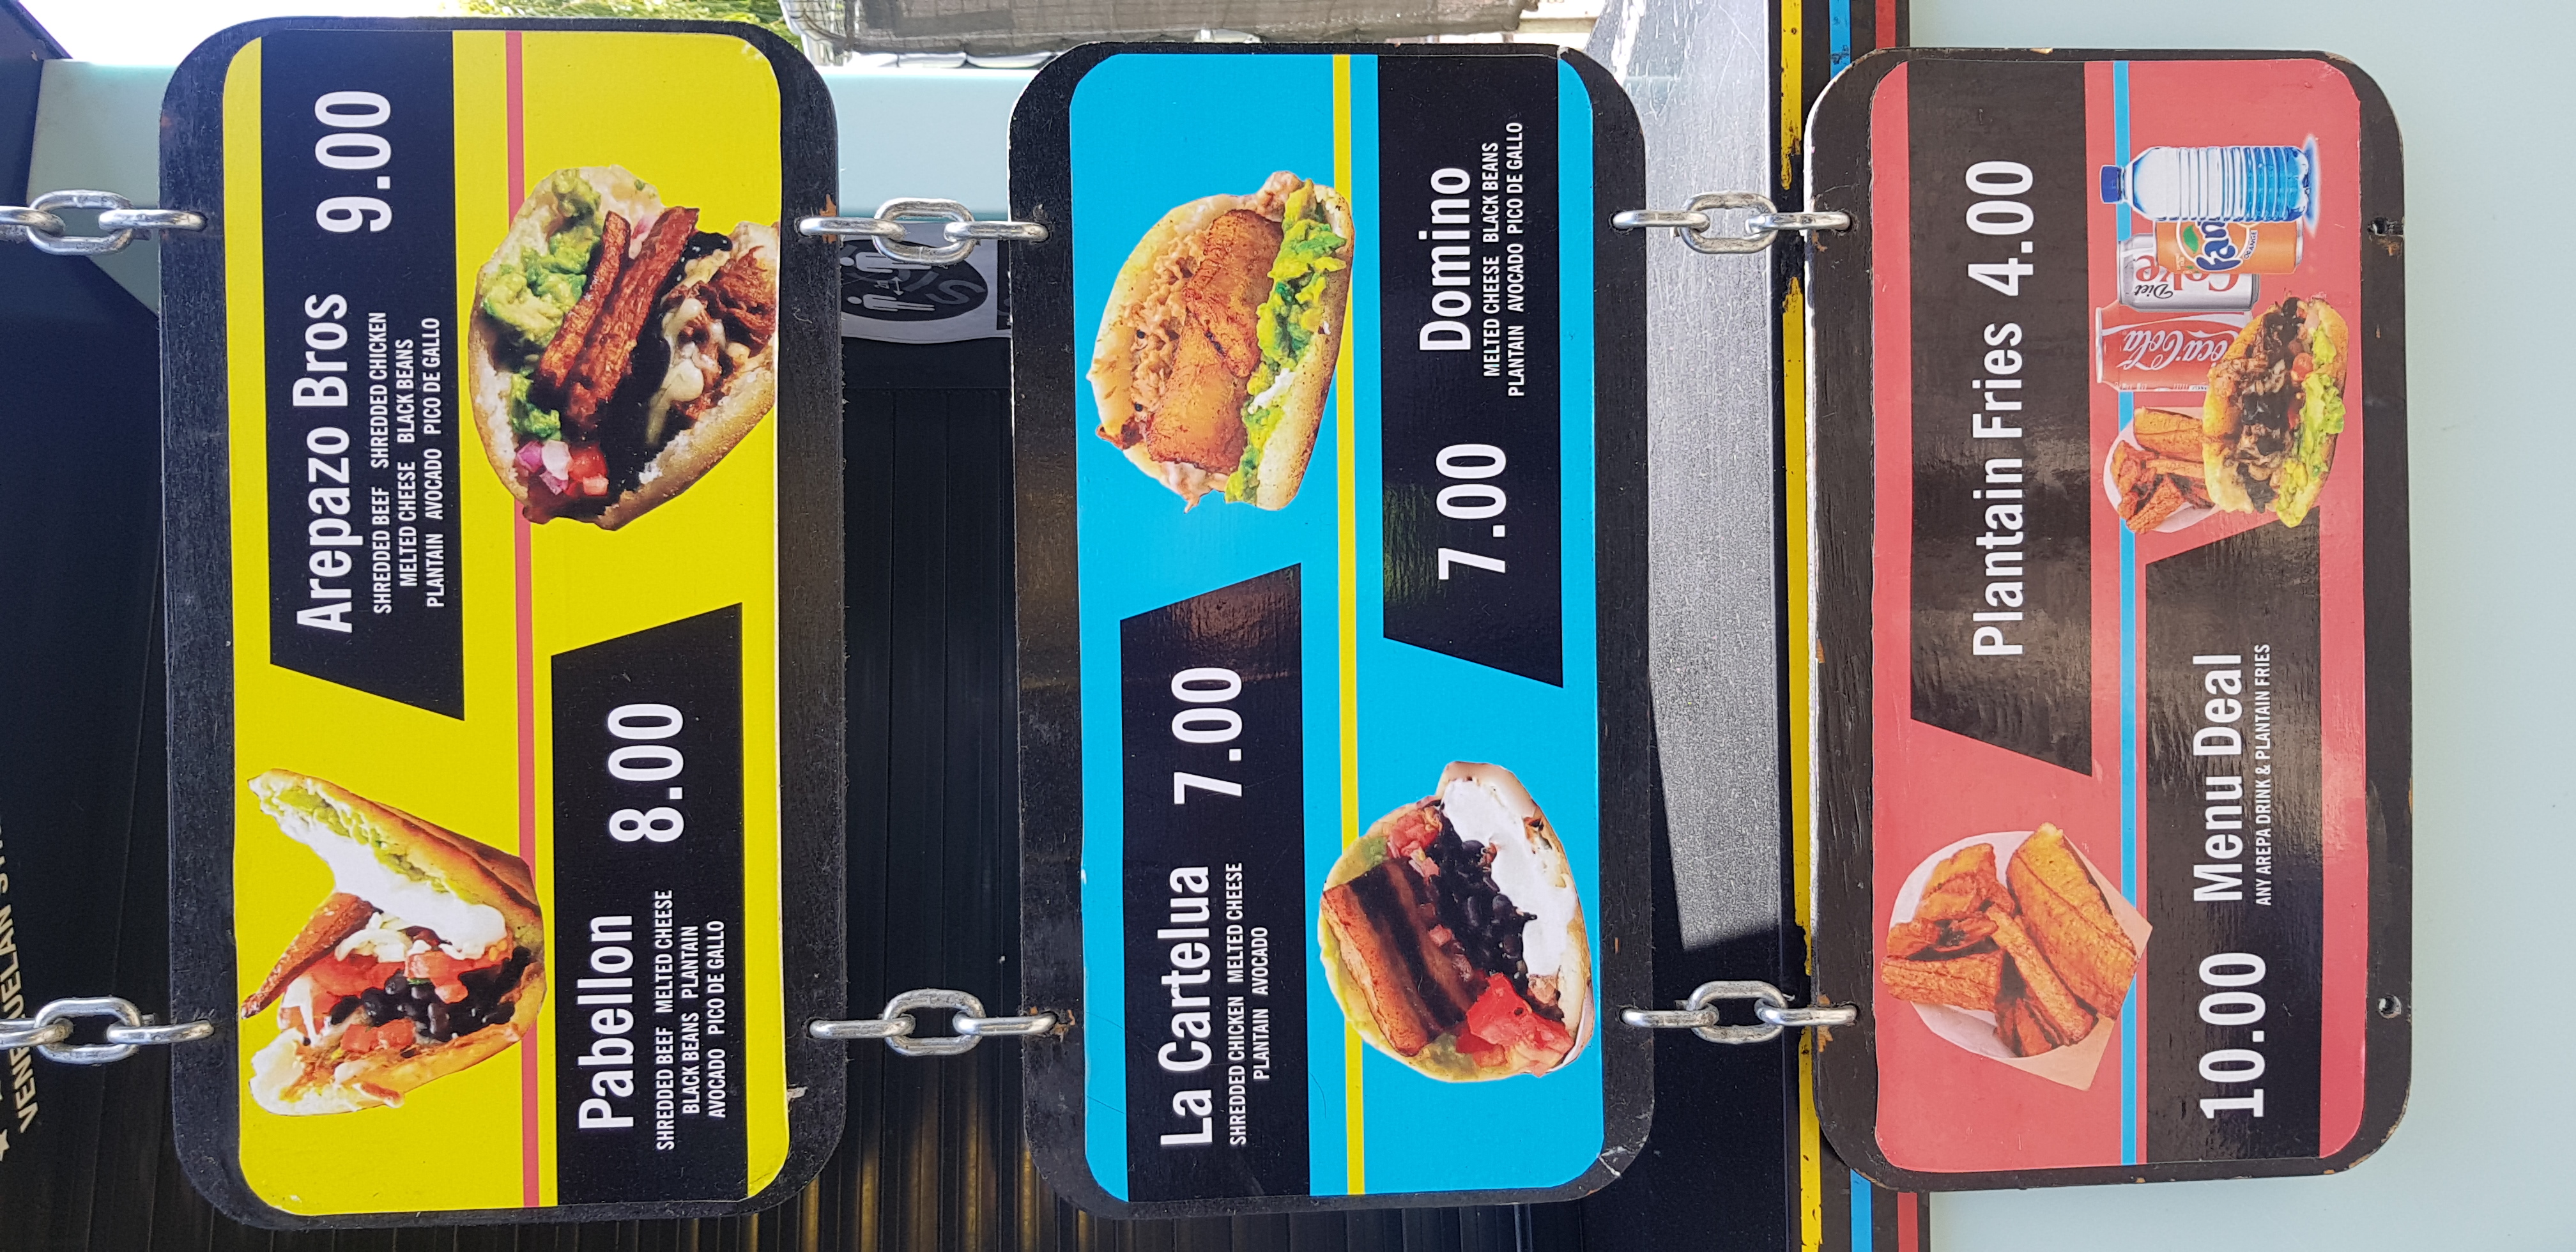 VENEZUELAN
Arepazo Bros 9.00
SHREDDED BEEF SHREDDED CHICKEN
MELTED CHEESE BLACK BEANS
PLANTAIN AVOCADO PICO DE GALLO
Pabellon 8.00
SHREDDED BEEF MELTED CHEESE
BLACK BEANS PLANTAIN
AVOCADO PICO DE GALLO
La Cartelua 7.00
SHREDDED CHICKEN MELTED CHEESE
PLANTAIN AVOCADO
7.00 Domino
MELTED CHEESE BLACK BEANS
PLANTAIN AVOCADO PICO DE GALLO
Plantain Fries 4.00
10.00 Menu Deal
ANY AREPA DRINK & PLANTAIN FRIES
Coca-Cola
Diet
Coke
Fanta
ORANGE